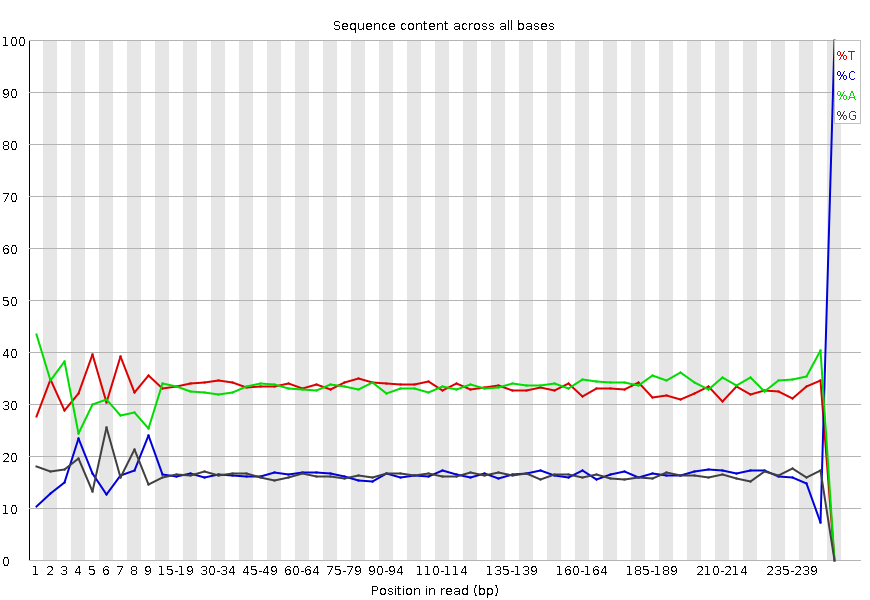 Sequence content across all bases
100
90
80
70
60
50
40
30
20
10
0
%T
%C
%A
%G
1 2 3 4 5 6 7 8 9 15-19 30-34 45-49 60-64 75-79 90-94 110-114 135-139 160-164 185-189 210-214 235-239
Position in read (bp)